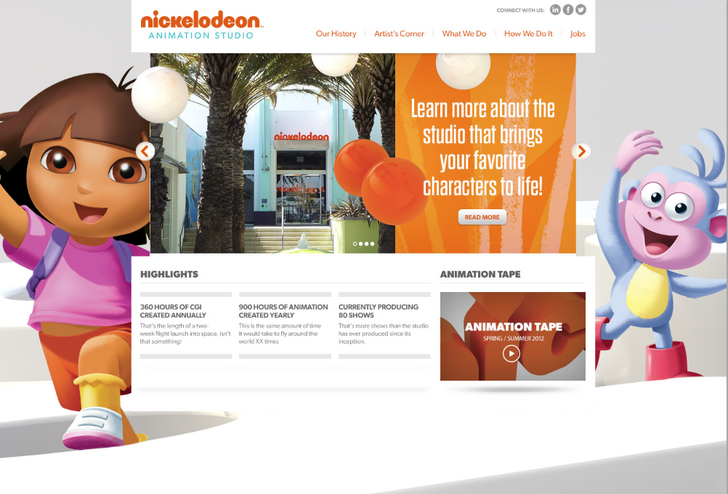 CONNECT WITH US:
nickelodeon
ANIMATION STUDIO
Our History
Artist's Corner
What We Do
How We Do It
Jobs
nickelodeon
Learn more about the
studio that brings
your favorite
characters to life!
READ MORE
HIGHLIGHTS
360 HOURS OF CGI
CREATED ANNUALLY
That's the length of a two-
week flight launch into space, isn't
that something!
900 HOURS OF ANIMATION
CREATED YEARLY
This is the same amount of time
it would take to fly around the
world XX times
CURRENTLY PRODUCING
80 SHOWS
That's more shows than the studio
has ever produced since its
inception.
ANIMATION TAPE
ANIMATION TAPE
SPRING / SUMMER 2012